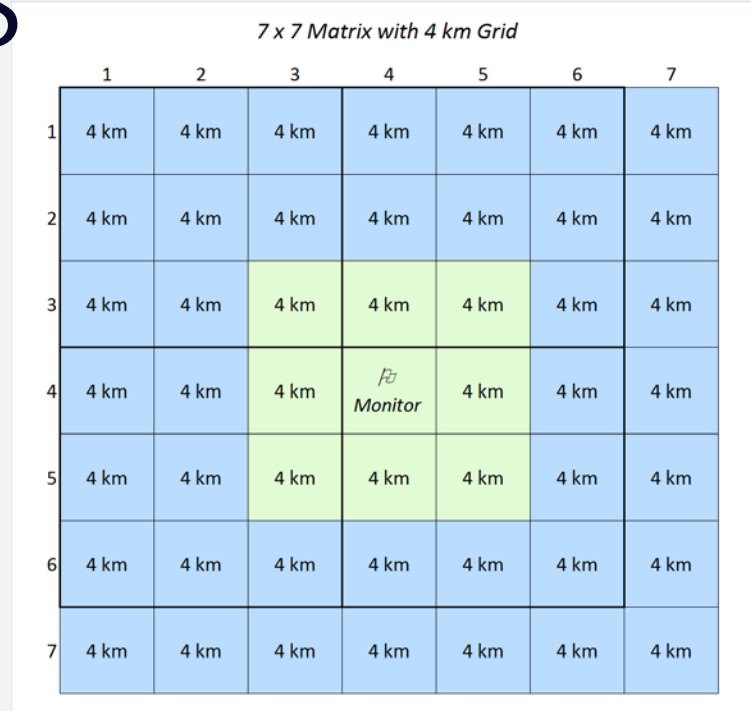 7 x 7 Matrix with 4 km Grid
1 2 3 4 5 6 7
1 4 km 4 km 4 km 4 km 4 km 4 km 4 km
2 4 km 4 km 4 km 4 km 4 km 4 km 4 km
3 4 km 4 km 4 km 4 km 4 km 4 km 4 km
4 4 km 4 km 4 km Monitor 4 km 4 km 4 km
5 4 km 4 km 4 km 4 km 4 km 4 km 4 km
6 4 km 4 km 4 km 4 km 4 km 4 km 4 km
7 4 km 4 km 4 km 4 km 4 km 4 km 4 km